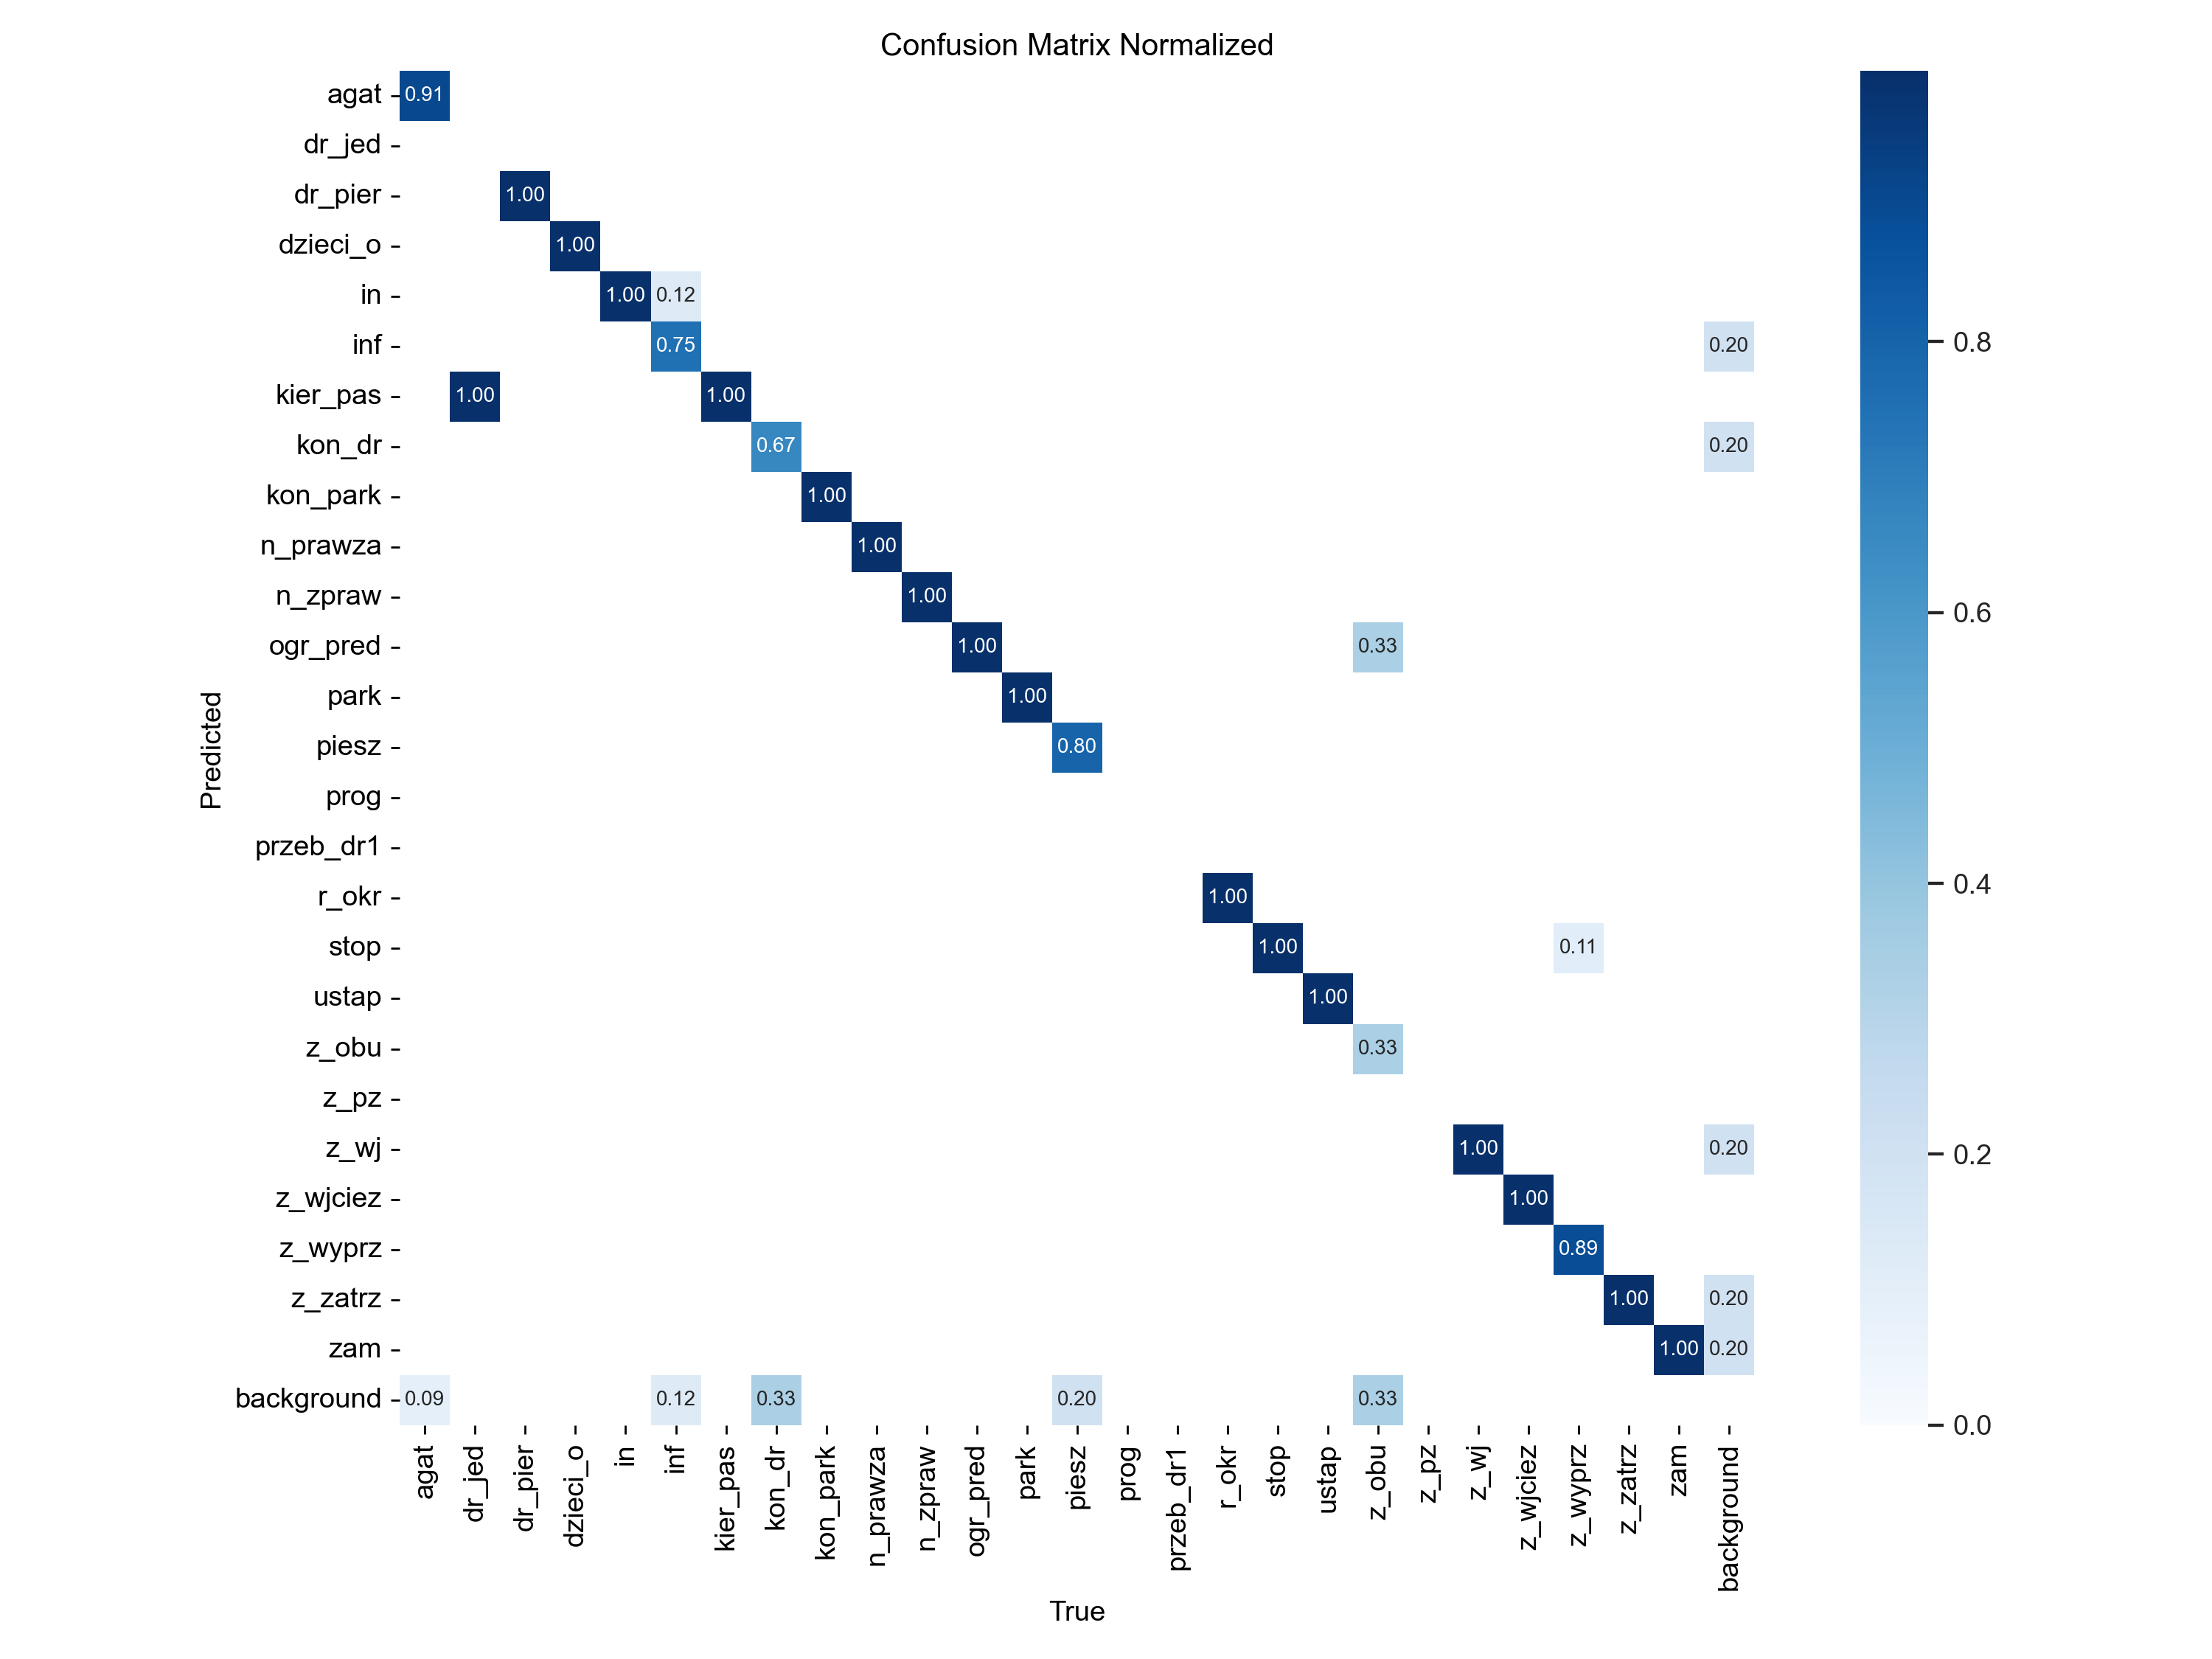 Confusion Matrix Normalized
agat 0.91
dr_jed
dr_pier 1.00
dzieci_o 1.00
in 1.00 0.12
inf 0.75 0.20 0.8
kier_pas 1.00 1.00
kon_dr 0.67 0.20
kon_park 1.00
n_prawza 1.00
n_zpraw 1.00 0.6
ogr_pred 1.00 0.33
park 1.00
piesz 0.80
Predicted
prog
przeb_dr1
r_okr 1.00 0.4
stop 1.00 0.11
ustap 1.00
z_obu 0.33
z_pz
z_wj 1.00 0.20 0.2
z_wjciez 1.00
z_wyprz 0.89
z_zatrz 1.00 0.20
zam 1.00 0.20
background 0.09 0.12 0.33 0.20 0.33 0.0
agat dr_jed dr_pier dzieci_o in inf kier_pas kon_dr kon_park n_prawza n_zpraw ogr_pred park piesz prog przeb_dr1 r_okr stop ustap z_obu z_pz z_wj z_wjciez z_wyprz z_zatrz zam background
True